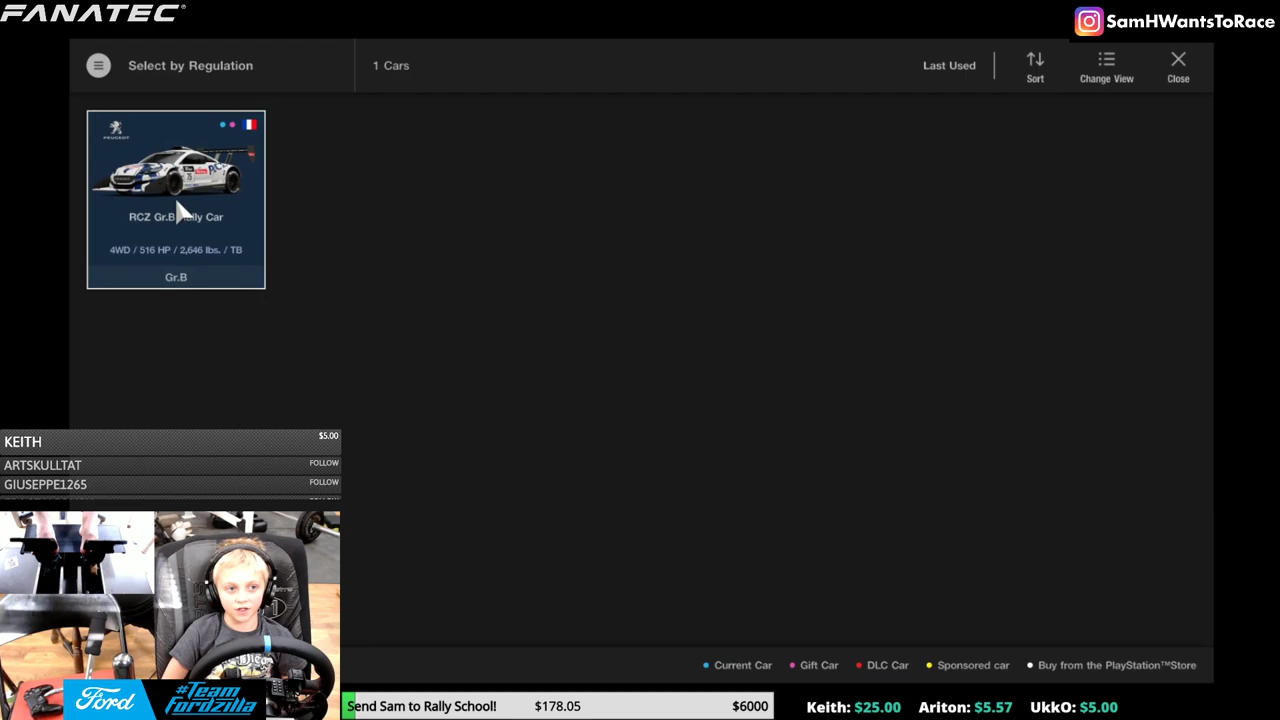 FANATEC
SamHWantsToRace
Select by Regulation
1 Cars
Last Used
Sort
Change View
Close
PEUGEOT
RCZ Gr.B Rally Car
4WD / 516 HP / 2,646 lbs. / TB
Gr.B
KEITH $5.00
ARTSKULLTAT FOLLOW
GIUSEPPE1265 FOLLOW
Current Car
Gift Car
DLC Car
Sponsored car
Buy from the PlayStation™Store
Ford
#Team Fordzilla
Send Sam to Rally School! $178.05 $6000
Keith: $25.00 Ariton: $5.57 UkkO: $5.00